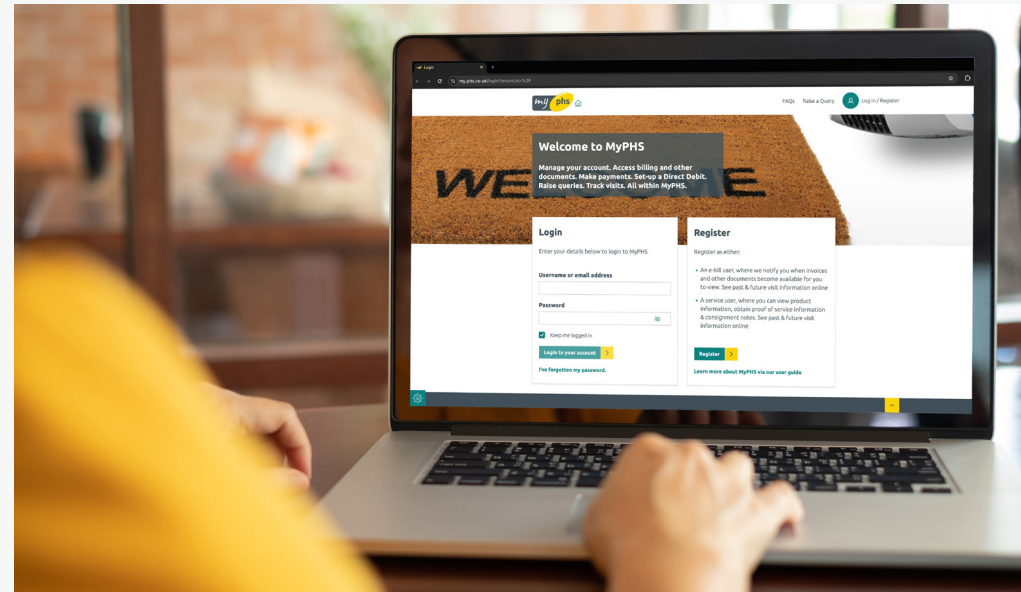 Login
my.phs.co.uk/login?returnUrl=%2F
my phs
FAQs Raise a Query Log in / Register
WELCOME
Welcome to MyPHS
Manage your account. Access billing and other
documents. Make payments. Set-up a Direct Debit.
Raise queries. Track visits. All within MyPHS.
Login
Enter your details below to login to MyPHS
Username or email address
Password
Keep me logged in
Login to your account
I've forgotten my password.
Register
Register as either:
• An e-bill user, where we notify you when invoices
and other documents become available for you
to view. See past & future visit information online
• A service user, where you can view product
information, obtain proof of service information
& consignment notes. See past & future visit
information online
Register
Learn more about MyPHS via our user guide